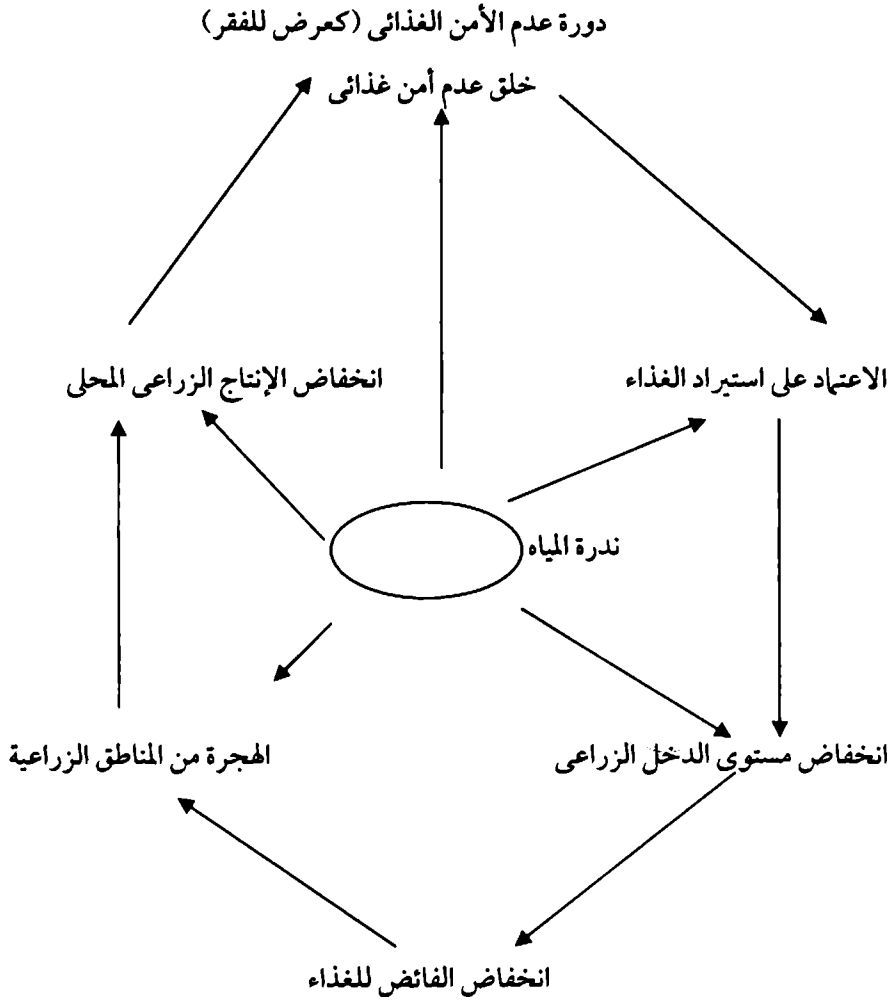 دورة عدم الأمن الغذائى (كعرض للفقر)
خلق عدم أمن غذائى
الاعتماد على استيراد الغذاء
انخفاض الإنتاج الزراعى المحلى
ندرة المياه
انخفاض مستوى الدخل الزراعى
الهجرة من المناطق الزراعية
انخفاض الفائض للغذاء